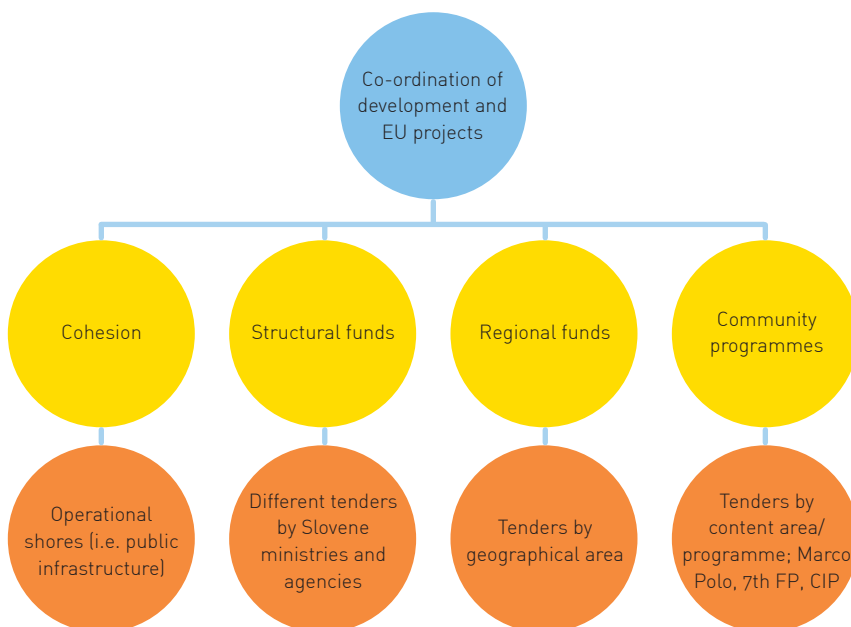 Co-ordination of
development and
EU projects
Cohesion
Structural funds
Regional funds
Community
programmes
Operational
shores (i.e. public
infrastructure)
Different tenders
by Slovene
ministries and
agencies
Tenders by
geographical area
Tenders by
content area/
programme; Marco
Polo, 7th FP, CIP